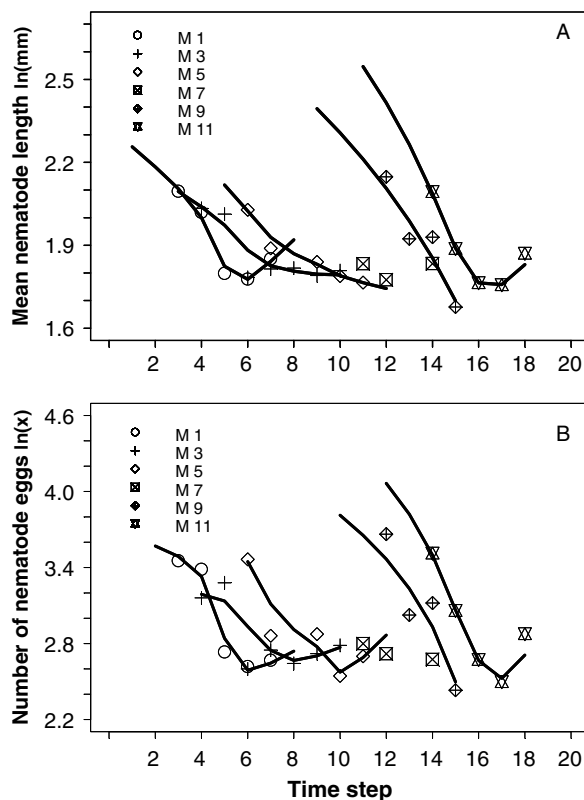 A
M 1
M 3
M 5
M 7
M 9
M 11
Mean nematode length ln(mm)
2.5
2.2
1.9
1.6
2 4 6 8 10 12 14 16 18 20
B
M 1
M 3
M 5
M 7
M 9
M 11
Number of nematode eggs ln(x)
4.6
4.0
3.4
2.8
2.2
2 4 6 8 10 12 14 16 18 20
Time step